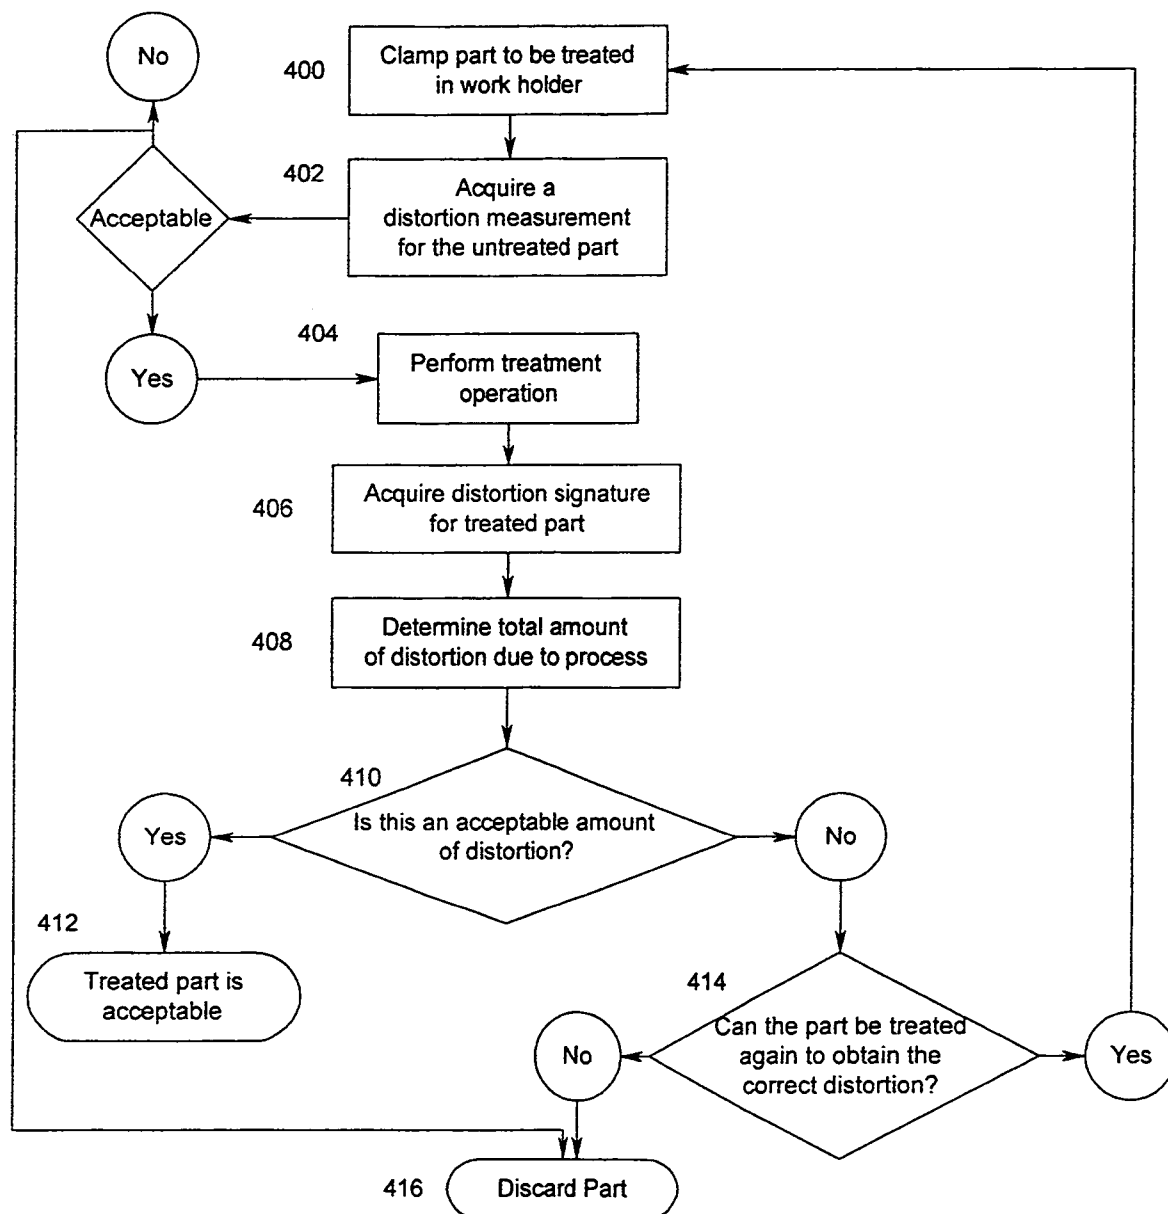 No
400
Clamp part to be treated
in work holder
402
Acquire a
distortion measurement
for the untreated part
Acceptable
404
Yes
Perform treatment
operation
406
Acquire distortion signature
for treated part
408
Determine total amount
of distortion due to process
410
Is this an acceptable amount
of distortion?
Yes
No
412
Treated part is
acceptable
414
Can the part be treated
again to obtain the
correct distortion?
No
Yes
416
Discard Part